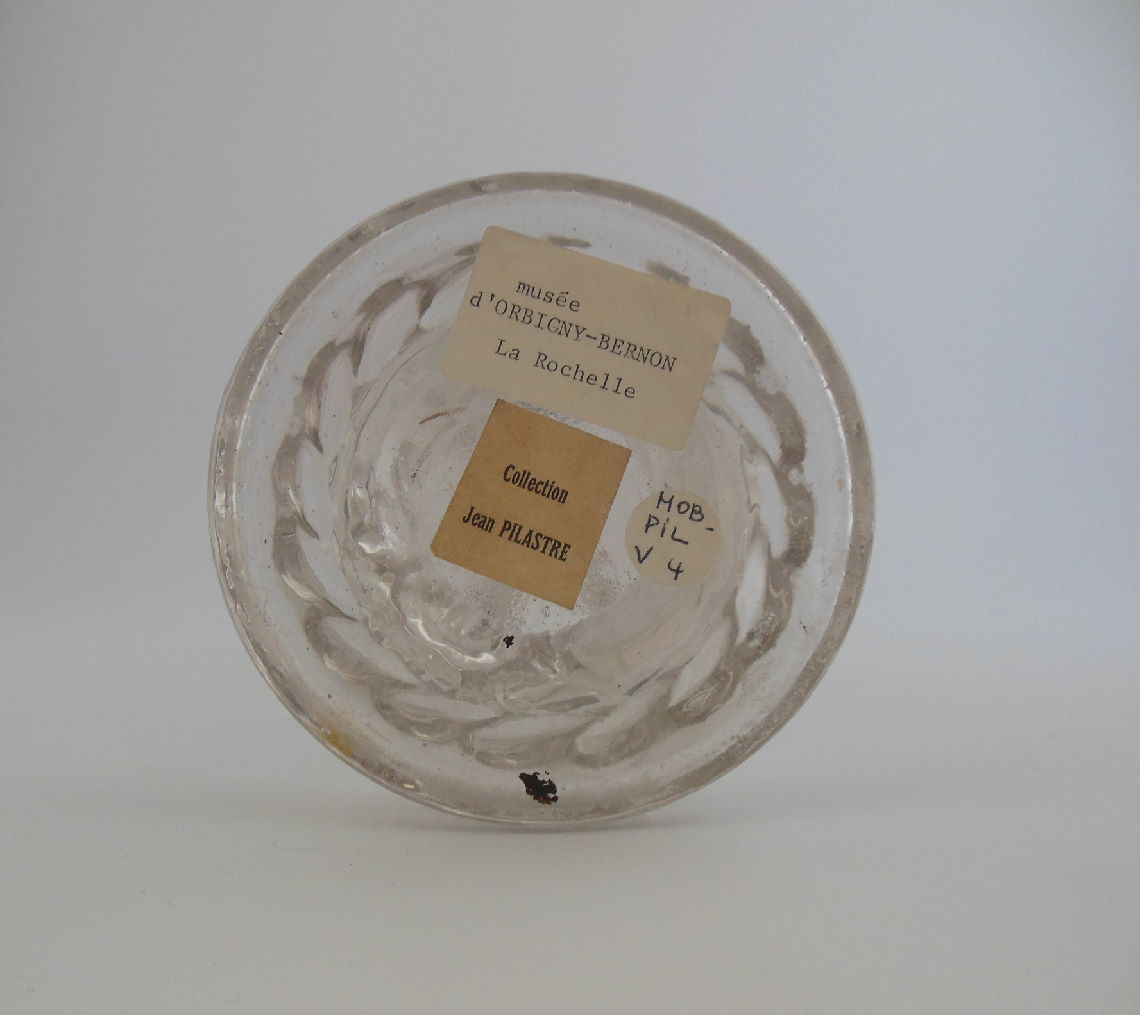 musée
d'ORBIGNY-BERNON
La Rochelle
Collection
Jean PILASTRE
MOB-
PIL
V 4